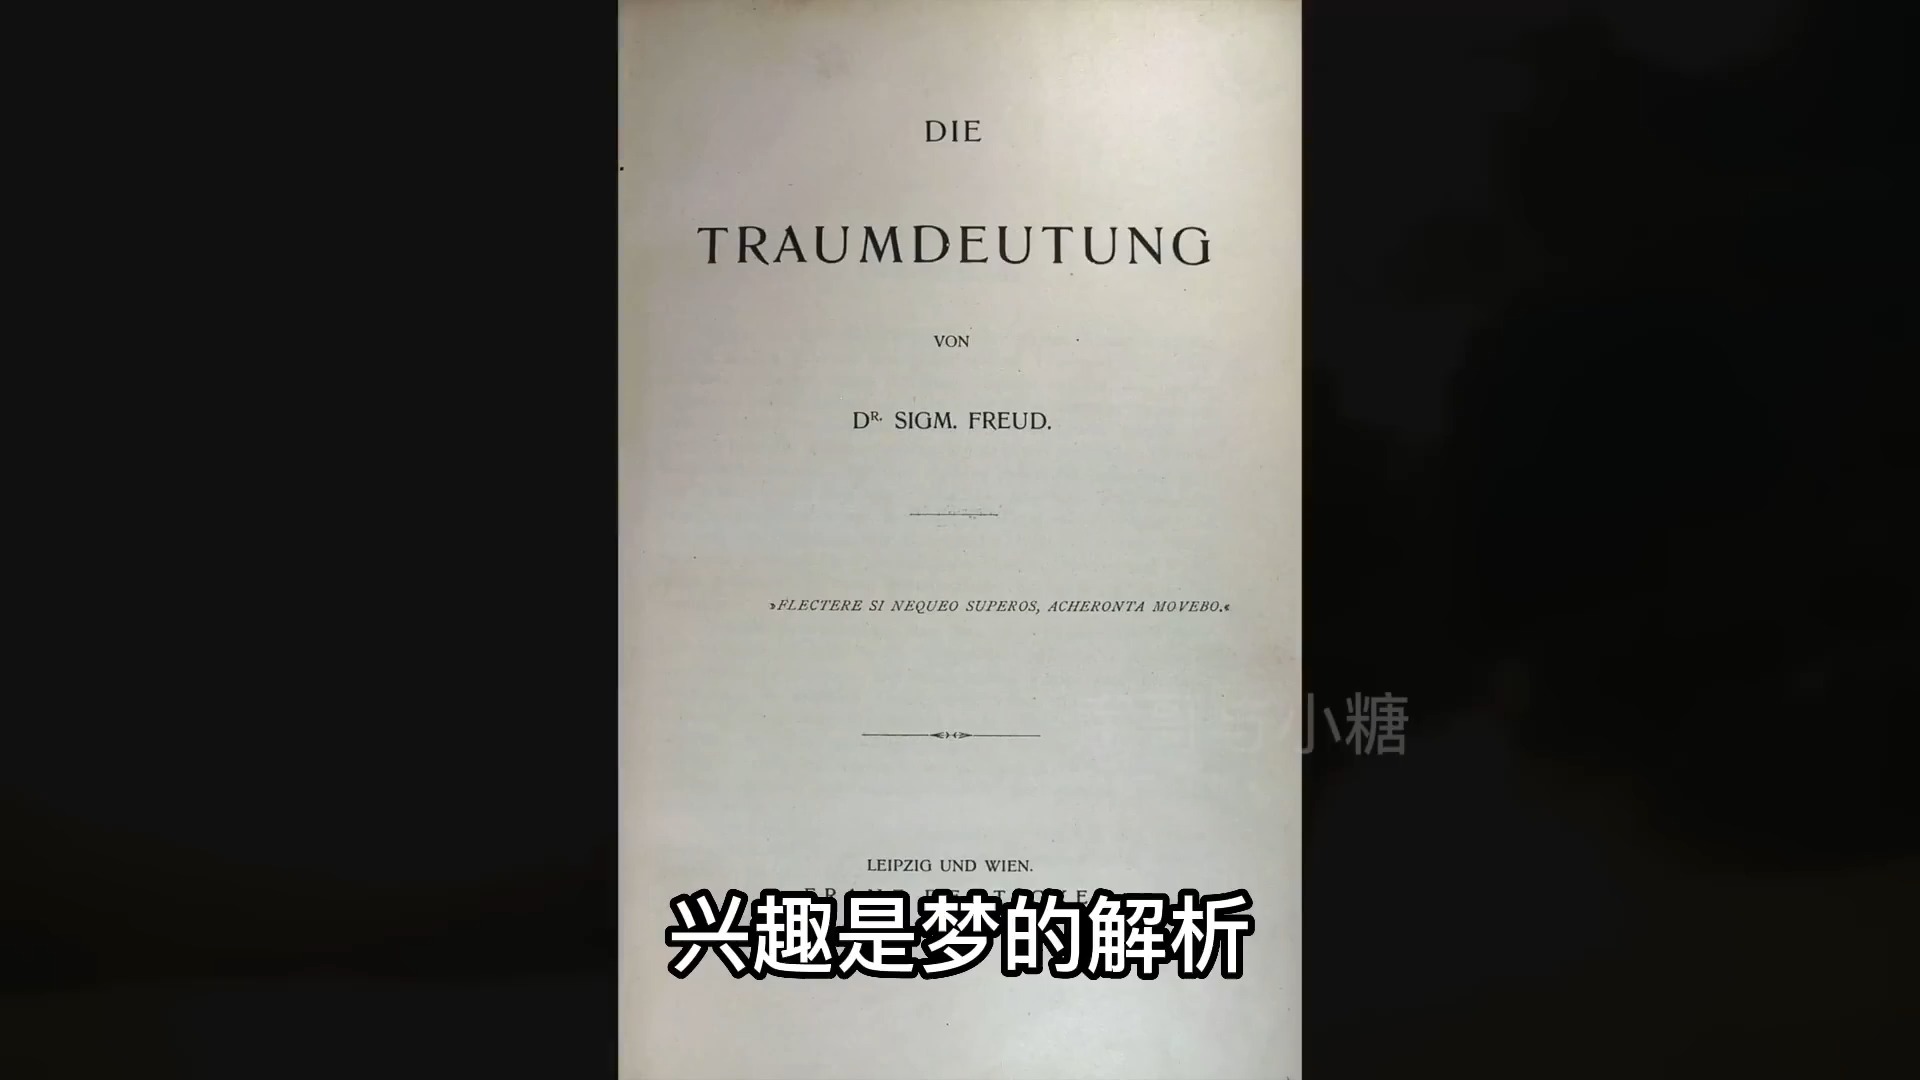 DIE
TRAUMDEUTUNG
VON
DR. SIGM. FREUD.
»FLECTERE SI NEQUEO SUPEROS, ACHERONTA MOVEBO.«
小糖
LEIPZIG UND WIEN.
兴趣是梦的解析